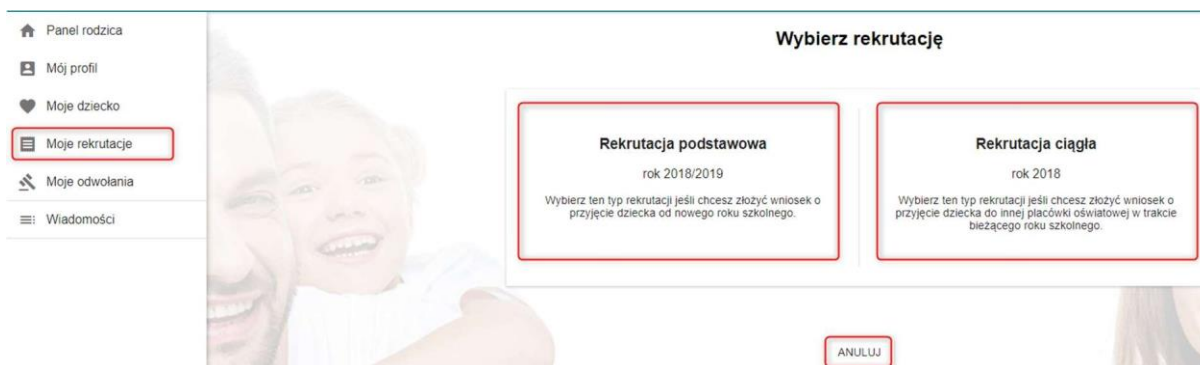 Panel rodzica
Mój profil
Moje dziecko
Moje rekrutacje
Moje odwołania
Wiadomości
Wybierz rekrutację
Rekrutacja podstawowa
rok 2018/2019
Wybierz ten typ rekrutacji jeśli chcesz złożyć wniosek o
przyjęcie dziecka od nowego roku szkolnego.
Rekrutacja ciągła
rok 2018
Wybierz ten typ rekrutacji jeśli chcesz złożyć wniosek o
przyjęcie dziecka do innej placówki oświatowej w trakcie
bieżącego roku szkolnego.
ANULUJ